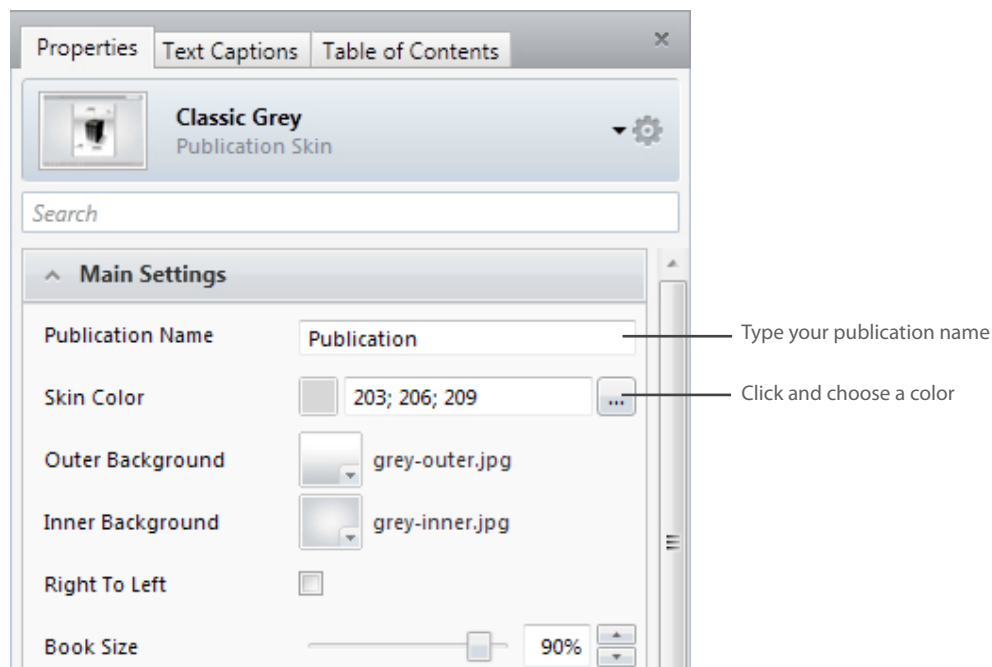 Properties Text Captions Table of Contents
Classic Grey
Publication Skin
Search
Main Settings
Publication Name Publication Type your publication name
Skin Color 203; 206; 209 ... Click and choose a color
Outer Background grey-outer.jpg
Inner Background grey-inner.jpg
Right To Left
Book Size 90%